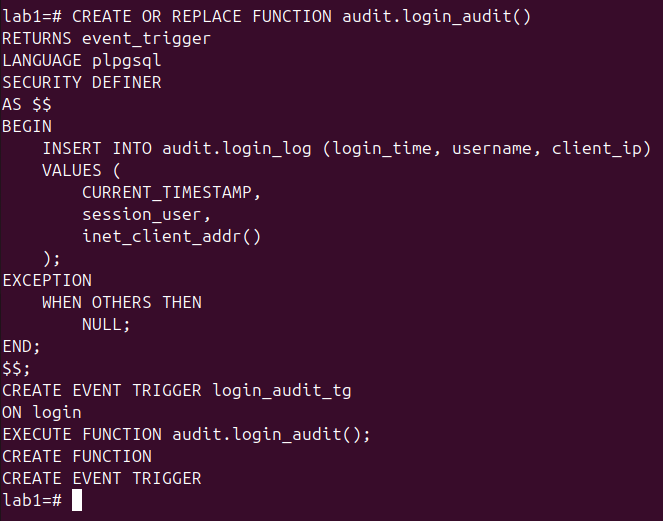 lab1=# CREATE OR REPLACE FUNCTION audit.login_audit()
RETURNS event_trigger
LANGUAGE plpgsql
SECURITY DEFINER
AS $$
BEGIN
    INSERT INTO audit.login_log (login_time, username, client_ip)
    VALUES (
        CURRENT_TIMESTAMP,
        session_user,
        inet_client_addr()
    );
EXCEPTION
    WHEN OTHERS THEN
        NULL;
END;
$$;
CREATE EVENT TRIGGER login_audit_tg
ON login
EXECUTE FUNCTION audit.login_audit();
CREATE FUNCTION
CREATE EVENT TRIGGER
lab1=#